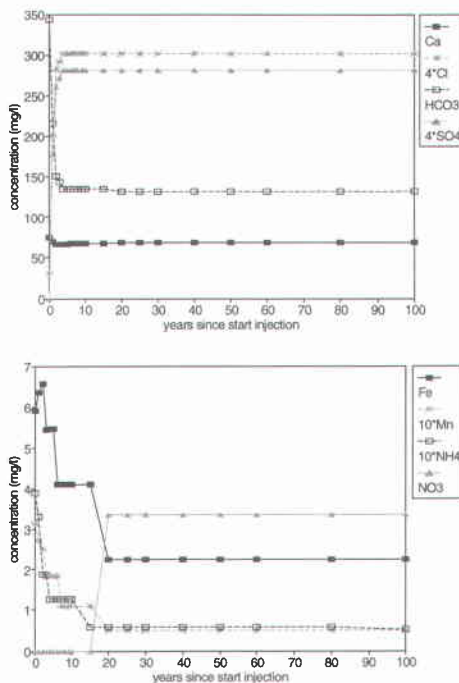 350
300
250
200
150
100
50
0
concentration (mg/l)
0 10 20 30 40 50 60 70 80 90 100
years since start injection
Ca
4*Cl
HCO3
4*SO4
7
6
5
4
3
2
1
0
concentration (mg/l)
0 10 20 30 40 50 60 70 80 90 100
years since start injection
Fe
10*Mn
10*NH4
NO3